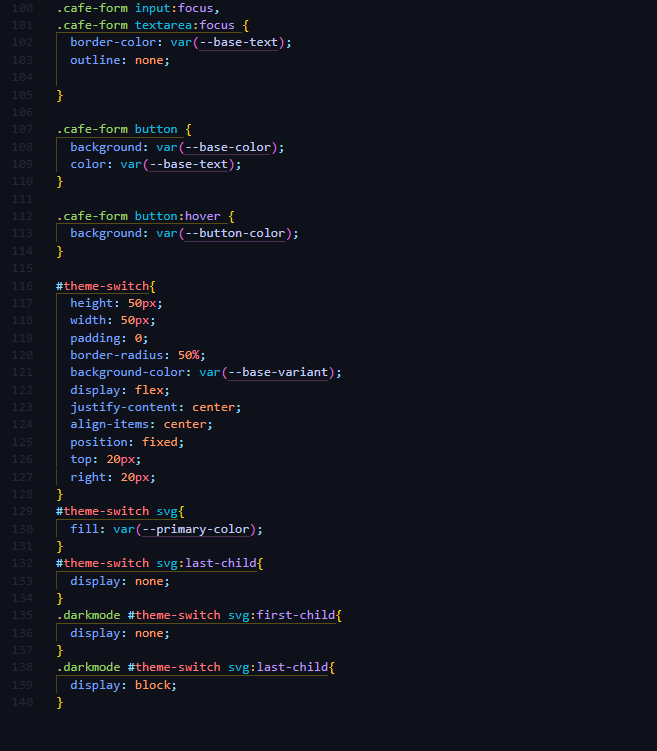 100 .cafe-form input:focus,
101 .cafe-form textarea:focus {
102   border-color: var(--base-text);
103   outline: none;
104
105 }
106
107 .cafe-form button {
108   background: var(--base-color);
109   color: var(--base-text);
110 }
111
112 .cafe-form button:hover {
113   background: var(--button-color);
114 }
115
116 #theme-switch{
117   height: 50px;
118   width: 50px;
119   padding: 0;
120   border-radius: 50%;
121   background-color: var(--base-variant);
122   display: flex;
123   justify-content: center;
124   align-items: center;
125   position: fixed;
126   top: 20px;
127   right: 20px;
128 }
129 #theme-switch svg{
130   fill: var(--primary-color);
131 }
132 #theme-switch svg:last-child{
133   display: none;
134 }
135 .darkmode #theme-switch svg:first-child{
136   display: none;
137 }
138 .darkmode #theme-switch svg:last-child{
139   display: block;
140 }